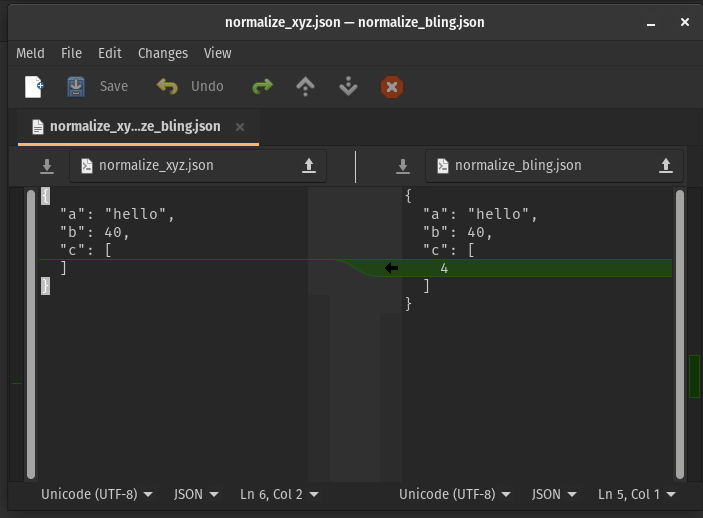 normalize_xyz.json — normalize_bling.json
Meld File Edit Changes View
Save Undo
normalize_xy...ze_bling.json
normalize_xyz.json
normalize_bling.json
{
"a": "hello",
"b": 40,
"c": [
]
}
{
"a": "hello",
"b": 40,
"c": [
4
]
}
Unicode (UTF-8) JSON Ln 6, Col 2
Unicode (UTF-8) JSON Ln 5, Col 1